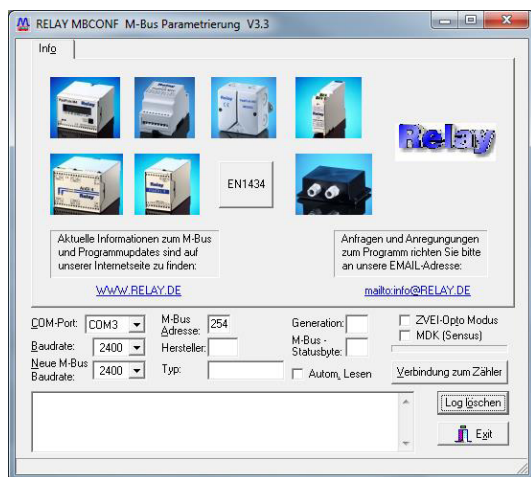 RELAY MBCONF M-Bus Parametrierung V3.3
Info
Relay
EN1434
Aktuelle Informationen zum M-Bus
und Programmupdates sind auf
unserer Internetseite zu finden:
WWW.RELAY.DE
Anfragen und Anregungungen
zum Programm richten Sie bitte
an unsere EMAIL-Adresse:
mailto:info@RELAY.DE
COM-Port: COM3
M-Bus Adresse: 254
Generation:
ZVEI-Opto Modus
MDK (Sensus)
Baudrate: 2400
Hersteller:
M-Bus - Statusbyte:
Neue M-Bus Baudrate: 2400
Typ:
Autom. Lesen
Verbindung zum Zähler
Log löschen
Exit